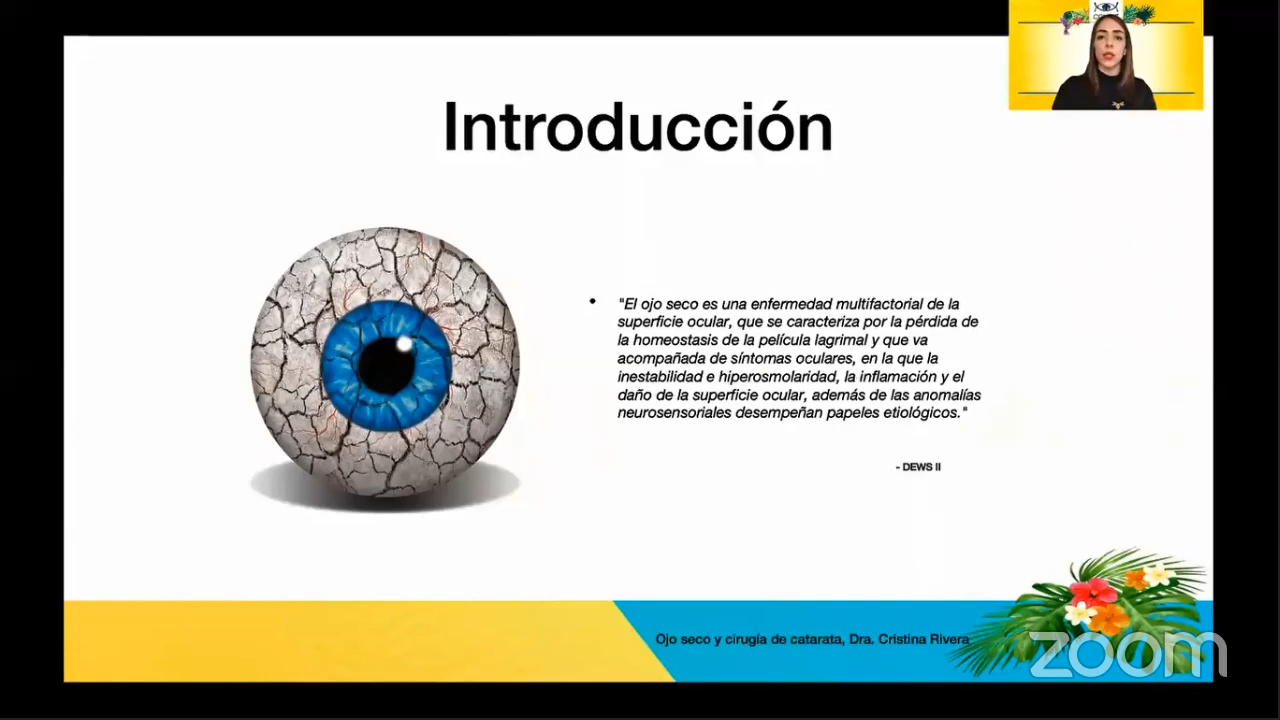 Introducción
• "El ojo seco es una enfermedad multifactorial de la
superficie ocular, que se caracteriza por la pérdida de
la homeostasis de la película lagrimal y que va
acompañada de síntomas oculares, en la que la
inestabilidad e hiperosmolaridad, la inflamación y el
daño de la superficie ocular, además de las anomalías
neurosensoriales desempeñan papeles etiológicos."
- DEWS II
Ojo seco y cirugía de catarata, Dra. Cristina Rivera
zoom